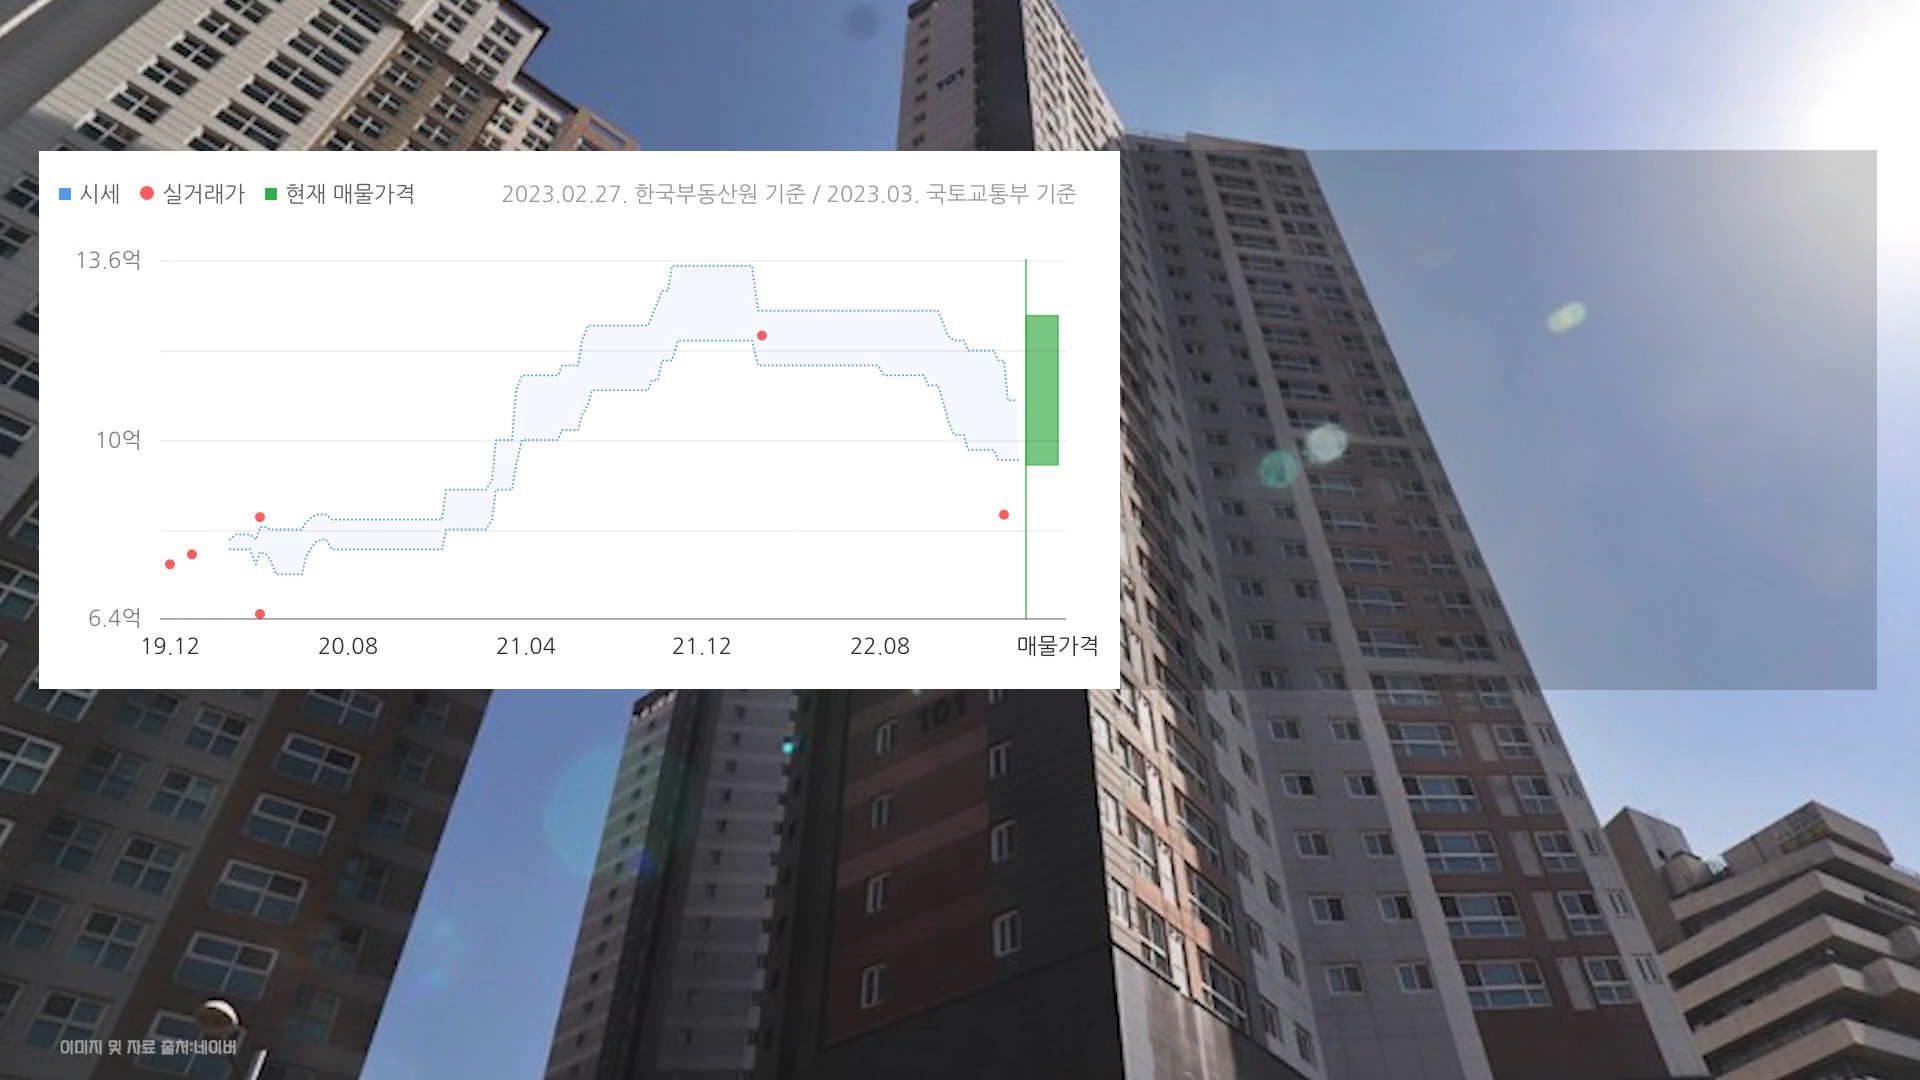 101
시세 실거래가 현재 매물가격 2023.02.27. 한국부동산원 기준 / 2023.03. 국토교통부 기준
13.6억
10억
6.4억
19.12 20.08 21.04 21.12 22.08 매물가격
101
이미지 및 자료 출처:네이버